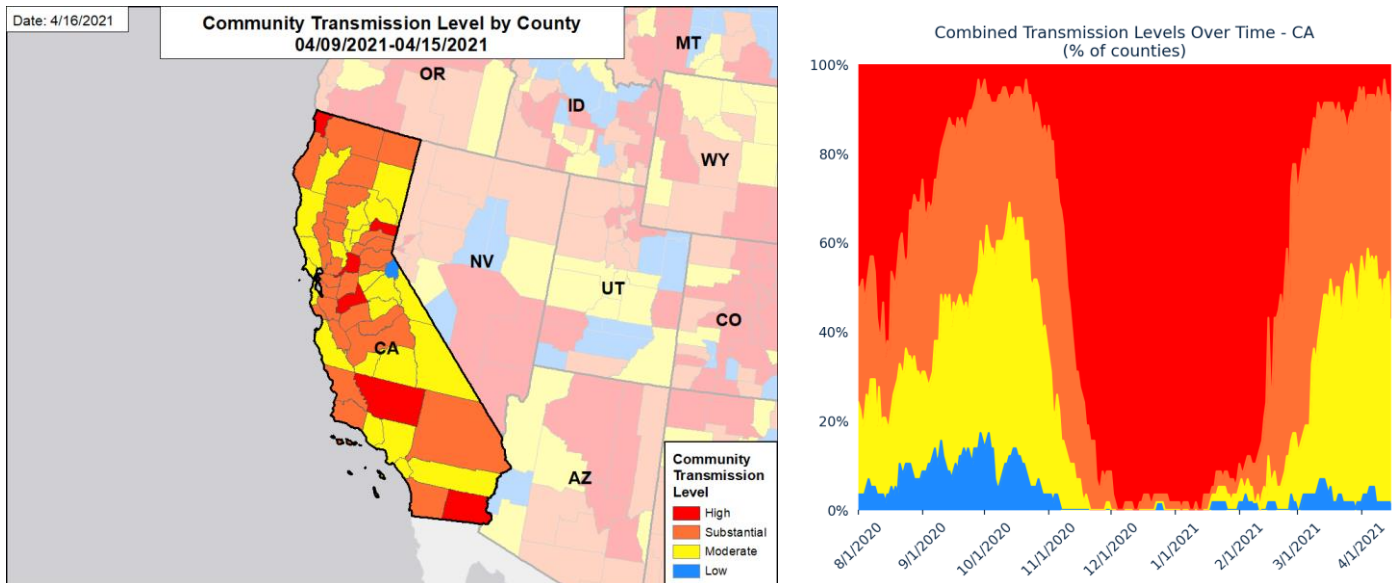 Date: 4/16/2021
Community Transmission Level by County
04/09/2021-04/15/2021
MT
OR
ID
WY
NV
UT
CO
CA
AZ
Community
Transmission
Level
High
Substantial
Moderate
Low
Combined Transmission Levels Over Time - CA
(% of counties)
100%
80%
60%
40%
20%
0%
8/1/2020
9/1/2020
10/1/2020
11/1/2020
12/1/2020
1/1/2021
2/1/2021
3/1/2021
4/1/2021